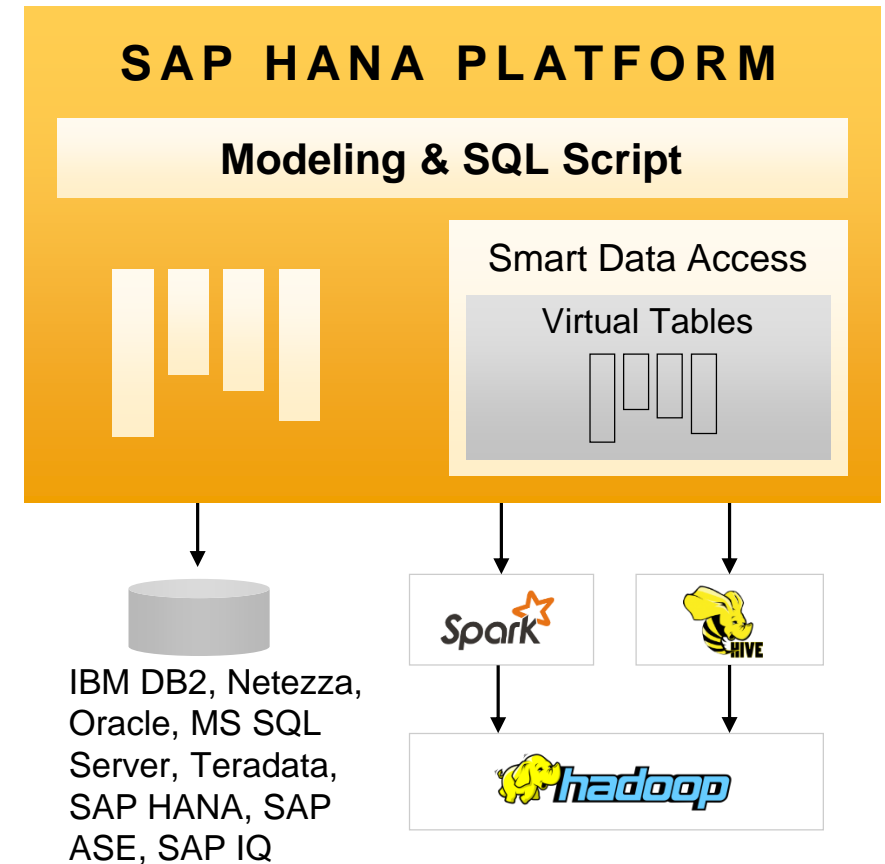 SAP HANA PLATFORM
Modeling & SQL Script
Smart Data Access
Virtual Tables
Spark
HIVE
IBM DB2, Netezza,
Oracle, MS SQL
Server, Teradata,
SAP HANA, SAP
ASE, SAP IQ
hadoop